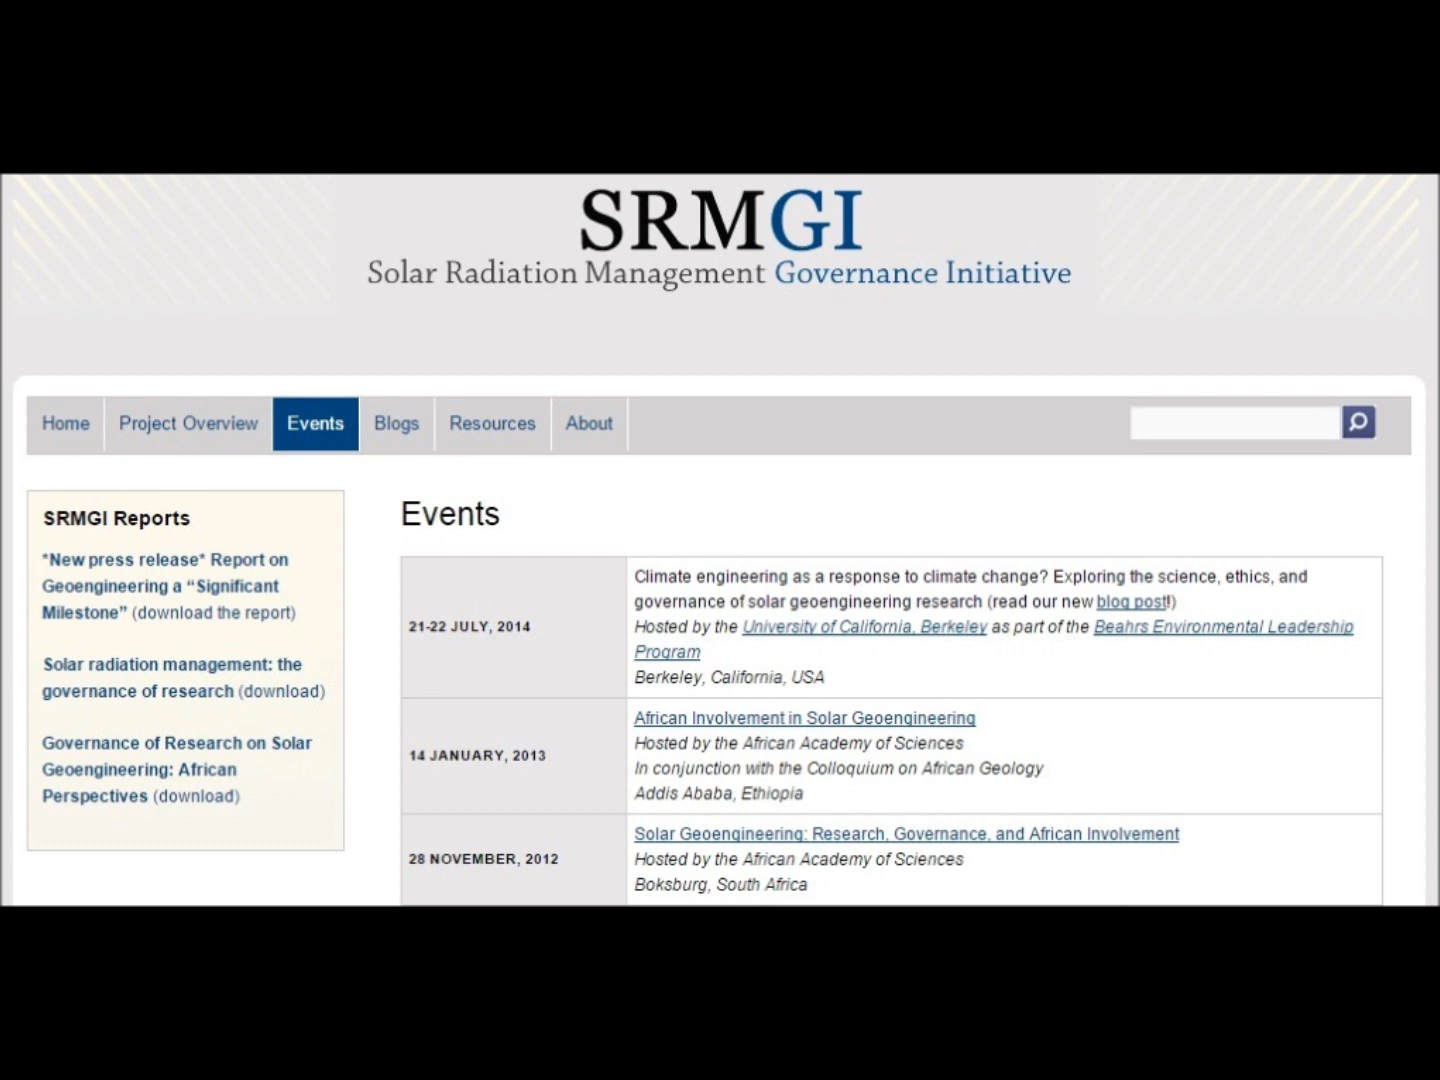 SRMGI
Solar Radiation Management Governance Initiative
Home Project Overview Events Blogs Resources About
SRMGI Reports
*New press release* Report on
Geoengineering a “Significant
Milestone” (download the report)
Solar radiation management: the
governance of research (download)
Governance of Research on Solar
Geoengineering: African
Perspectives (download)
Events
21-22 JULY, 2014
Climate engineering as a response to climate change? Exploring the science, ethics, and
governance of solar geoengineering research (read our new blog post!)
Hosted by the University of California, Berkeley as part of the Beahrs Environmental Leadership
Program
Berkeley, California, USA
14 JANUARY, 2013
African Involvement in Solar Geoengineering
Hosted by the African Academy of Sciences
In conjunction with the Colloquium on African Geology
Addis Ababa, Ethiopia
28 NOVEMBER, 2012
Solar Geoengineering: Research, Governance, and African Involvement
Hosted by the African Academy of Sciences
Boksburg, South Africa